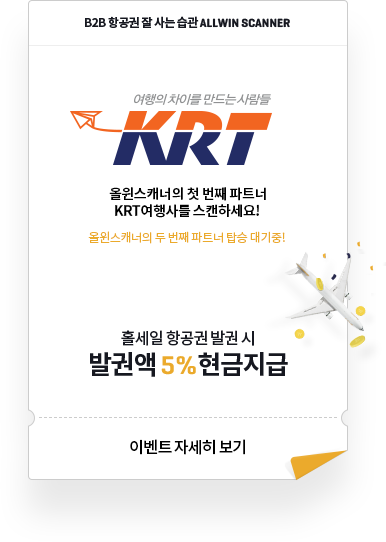 B2B 항공권 잘 사는 습관 ALLWIN SCANNER
여행의 차이를 만드는 사람들
KRT
올윈스캐너의 첫 번째 파트너
KRT여행사를 스캔하세요!
올윈스캐너의 두 번째 파트너 탑승 대기중!
홀세일 항공권 발권 시
발권액 5% 현금지급
이벤트 자세히 보기